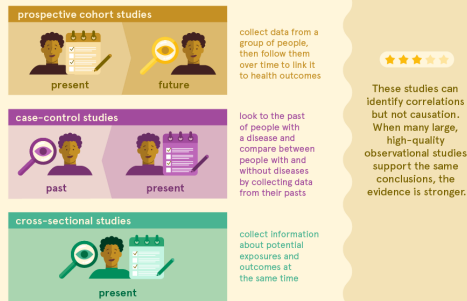 prospective cohort studies
present
future
collect data from a
group of people,
then follow them
over time to link it
to health outcomes
case-control studies
past
present
look to the past
of people with
a disease and
compare between
people with and
without diseases
by collecting data
from their pasts
cross-sectional studies
present
collect information
about potential
exposures and
outcomes at
the same time
These studies can
identify correlations
but not causation.
When many large,
high-quality
observational studies
support the same
conclusions, the
evidence is stronger.